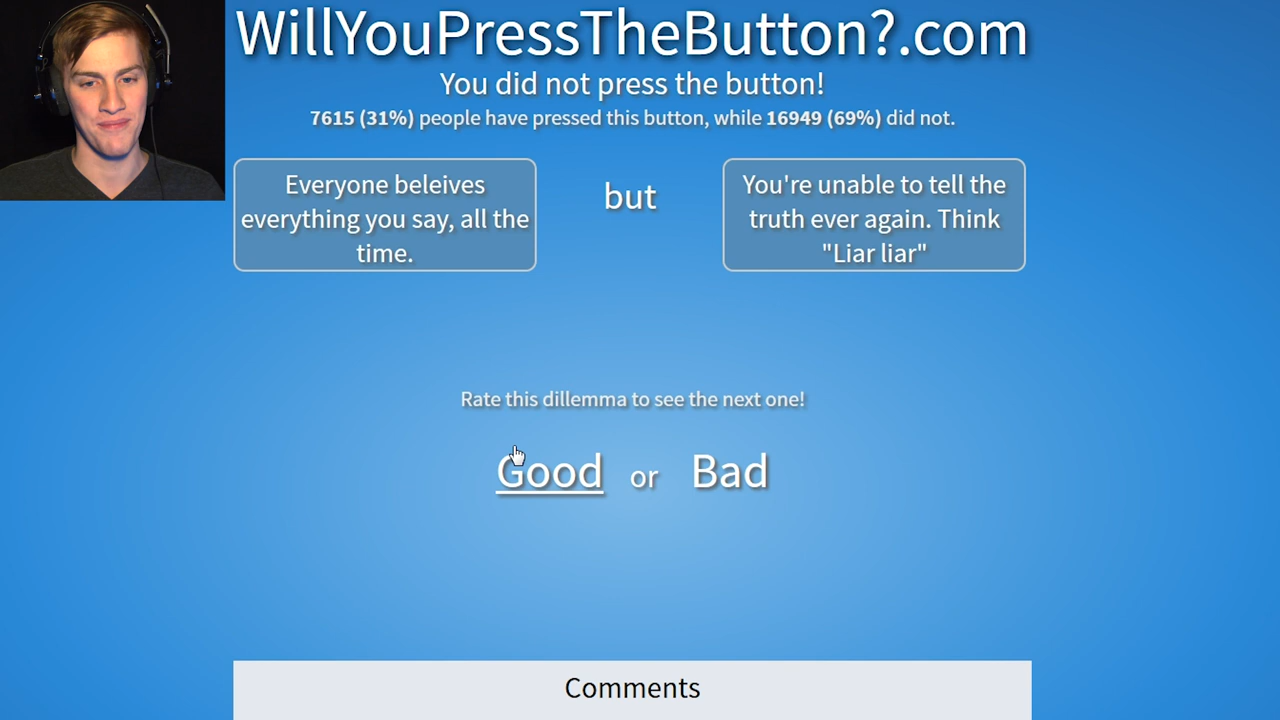 WillYouPressTheButton?.com
You did not press the button!
7615 (31%) people have pressed this button, while 16949 (69%) did not.
Everyone beleives
everything you say, all the
time.
but
You're unable to tell the
truth ever again. Think
"Liar liar"
Rate this dillemma to see the next one!
Good or Bad
Comments